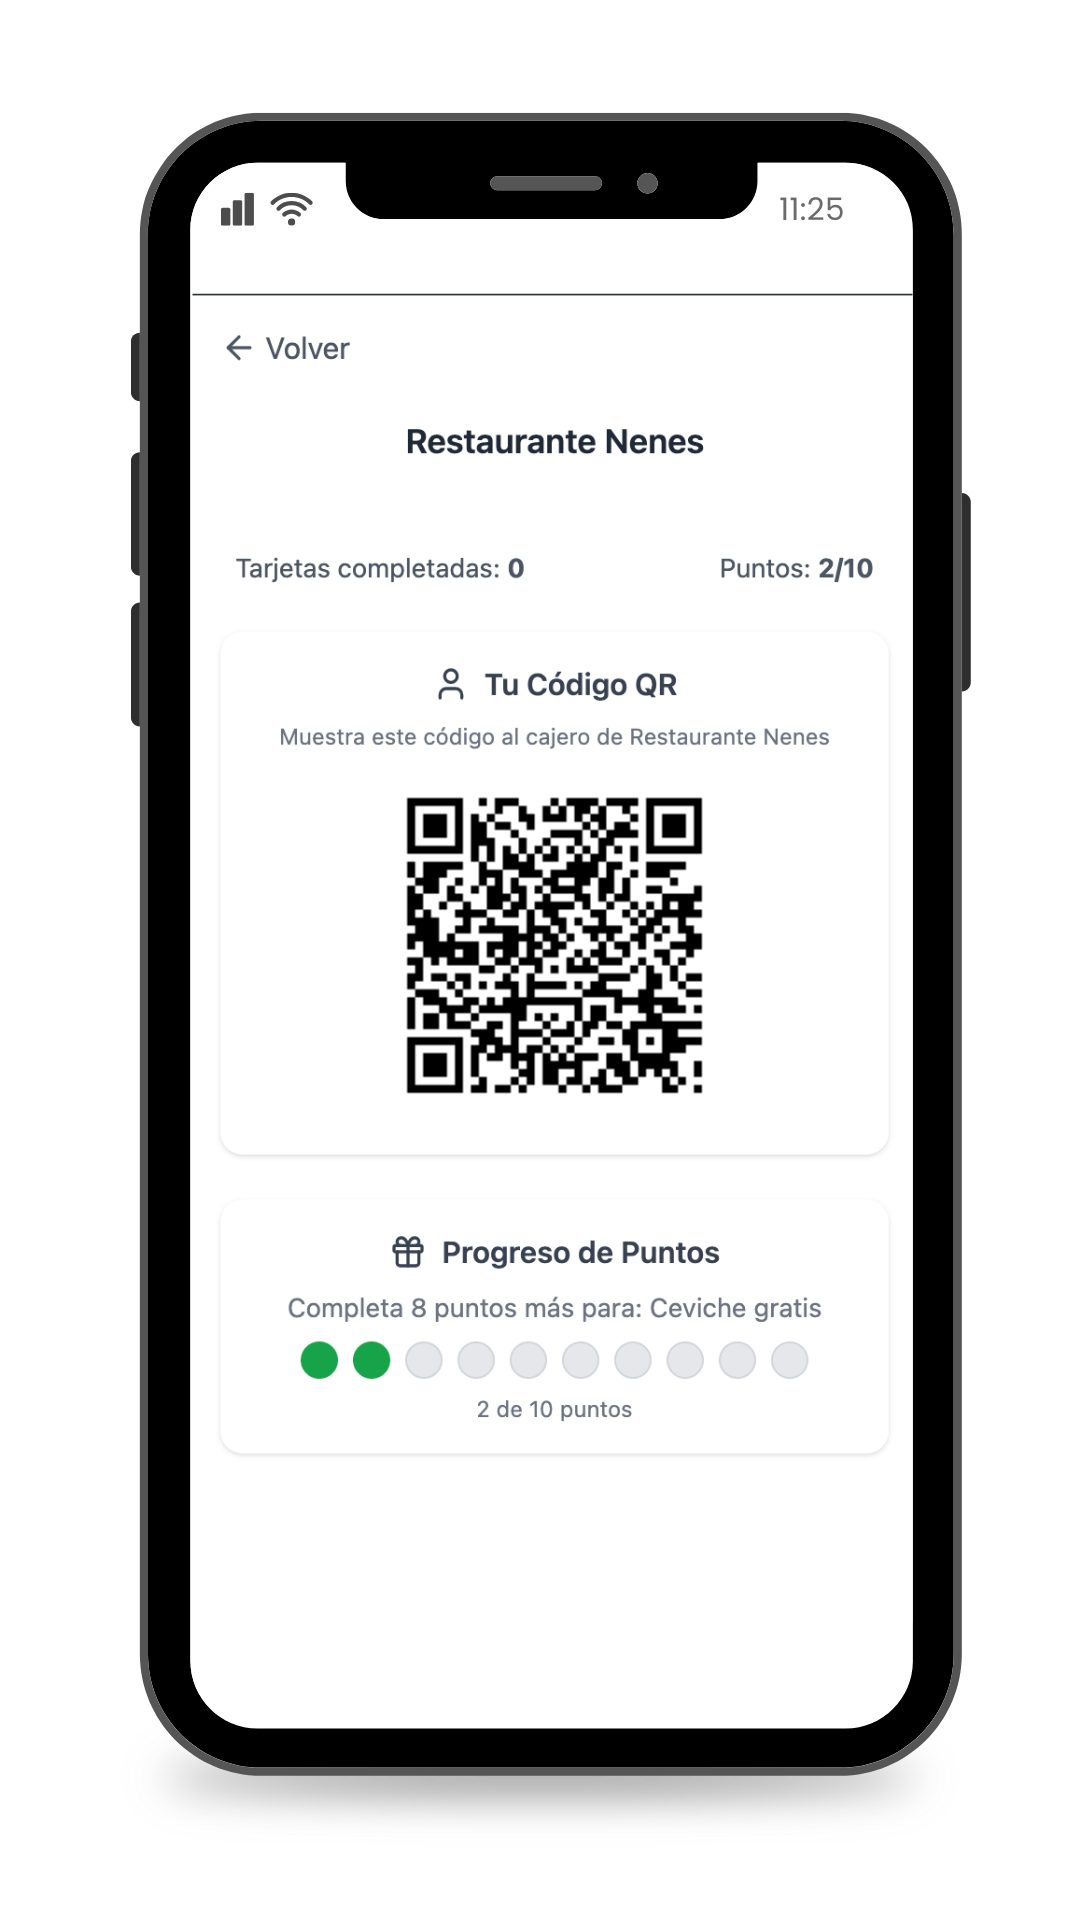 11:25
Volver
Restaurante Nenes
Tarjetas completadas: 0
Puntos: 2/10
Tu Código QR
Muestra este código al cajero de Restaurante Nenes
Progreso de Puntos
Completa 8 puntos más para: Ceviche gratis
2 de 10 puntos